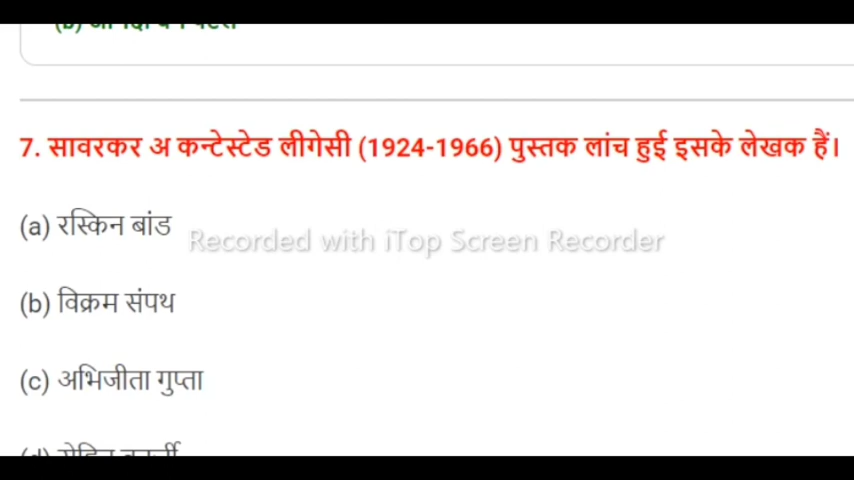 7. सावरकर अ कन्टेस्टेड लीगेसी (1924-1966) पुस्तक लांच हुई इसके लेखक हैं।
(a) रस्किन बांड
Recorded with iTop Screen Recorder
(b) विक्रम संपथ
(c) अभिजीता गुप्ता